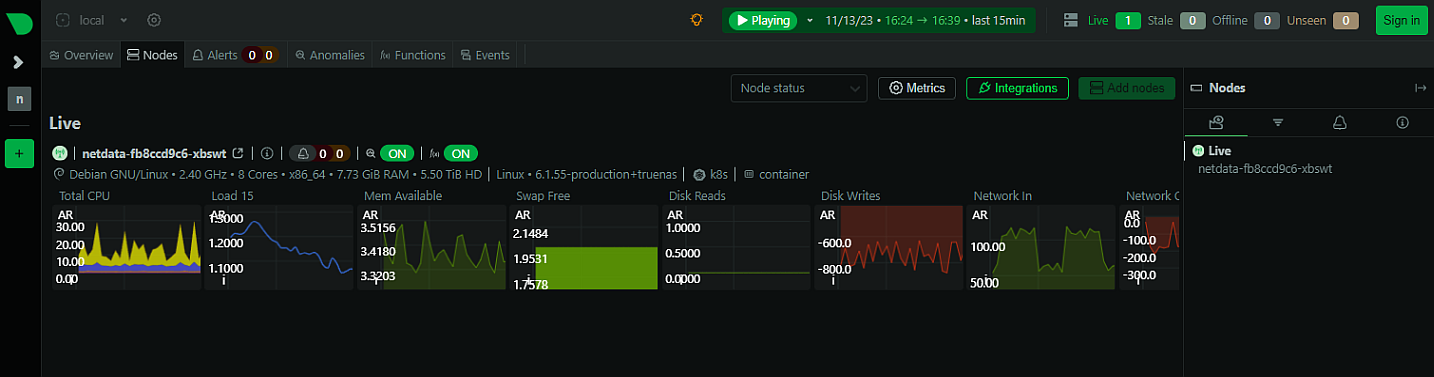 local
Playing 11/13/23 • 16:24 → 16:39 • last 15min
Live 1 Stale 0 Offline 0 Unseen 0
Sign in
Overview Nodes Alerts 0 0 Anomalies Functions Events
n
Node status
Metrics
Integrations
Add nodes
Nodes
Live
netdata-fb8ccd9c6-xbswt 0 0 ON f(x) ON
Debian GNU/Linux • 2.40 GHz • 8 Cores • x86_64 • 7.73 GiB RAM • 5.50 TiB HD Linux • 6.1.55-production+truenas k8s container
Total CPU
AR
30.00
20.00
10.00
0.00
Load 15
AR
1.3000
1.2000
1.1000
Mem Available
AR
3.5156
3.4180
3.3203
Swap Free
AR
2.1484
1.9531
1.7578
Disk Reads
AR
1.0000
0.5000
0.0000
Disk Writes
AR
-600.0
-800.0
Network In
AR
100.00
50.00
Network
AR
0.0
-100.0
-200.0
-300.0
Live
netdata-fb8ccd9c6-xbswt